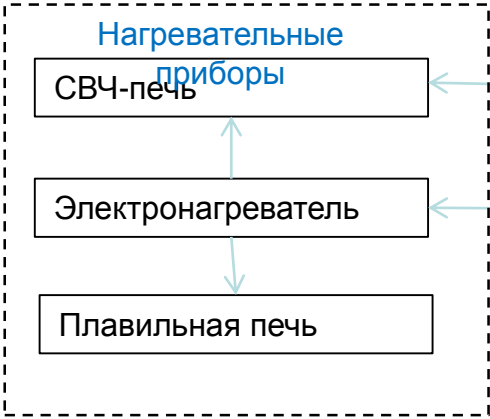 Нагревательные
приборы
СВЧ-печь
Электронагреватель
Плавильная печь